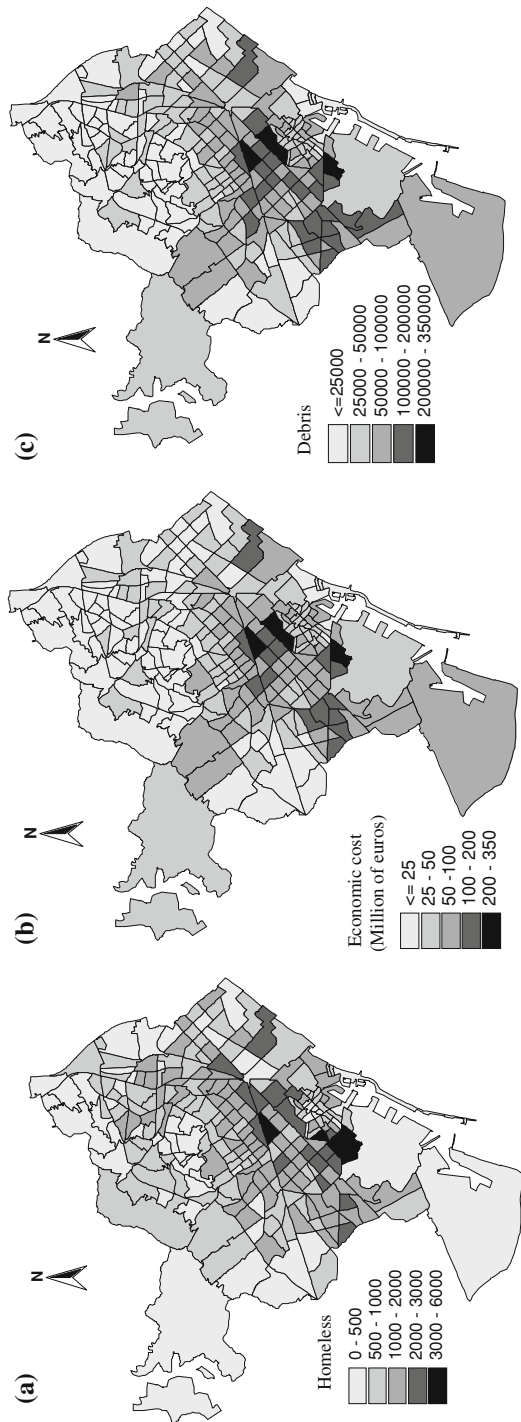 (a)
N
Homeless
0 - 500
500 - 1000
1000 - 2000
2000 - 3000
3000 - 6000
(b)
N
Economic cost
(Million of euros)
<= 25
25 - 50
50 -100
100 - 200
200 - 350
(c)
N
Debris
<=25000
25000 - 50000
50000 - 100000
100000 - 200000
200000 - 350000